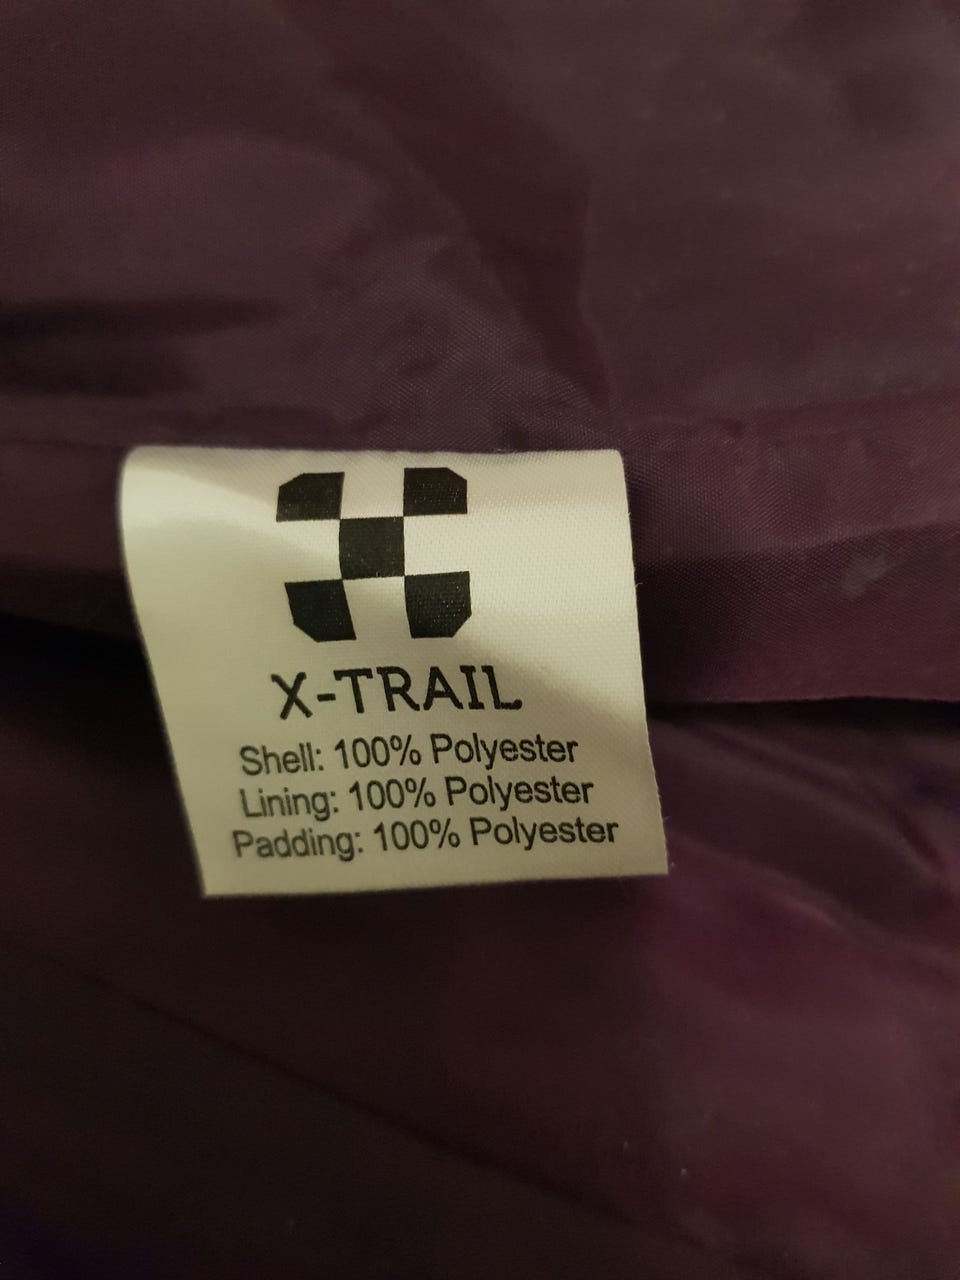 X-TRAIL
Shell: 100% Polyester
Lining: 100% Polyester
Padding: 100% Polyester